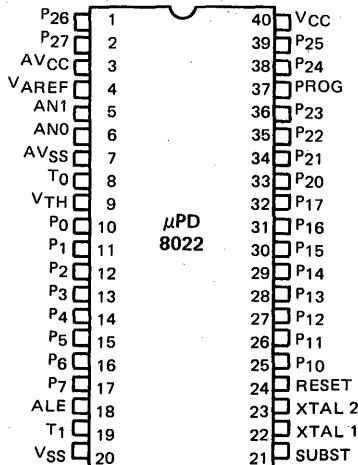 P26 1 40 VCC
P27 2 39 P25
AVCC 3 38 P24
VAREF 4 37 PROG
AN1 5 36 P23
AN0 6 35 P22
AVSS 7 34 P21
T0 8 33 P20
VTH 9 32 P17
P0 10 μPD 31 P16
P1 11 8022 30 P15
P2 12 29 P14
P3 13 28 P13
P4 14 27 P12
P5 15 26 P11
P6 16 25 P10
P7 17 24 RESET
ALE 18 23 XTAL 2
T1 19 22 XTAL 1
VSS 20 21 SUBST